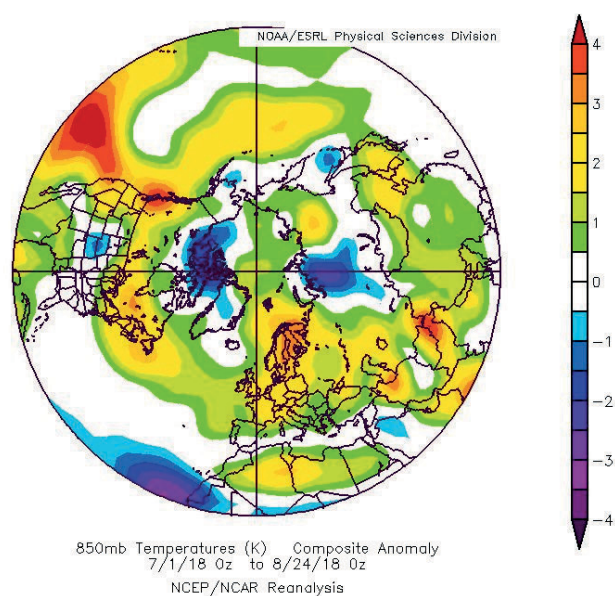 NOAA/ESRL Physical Sciences Division
4
3
2
1
0
-1
-2
-3
-4
850mb Temperatures (K) Composite Anomaly
7/1/18 0z to 8/24/18 0z
NCEP/NCAR Reanalysis